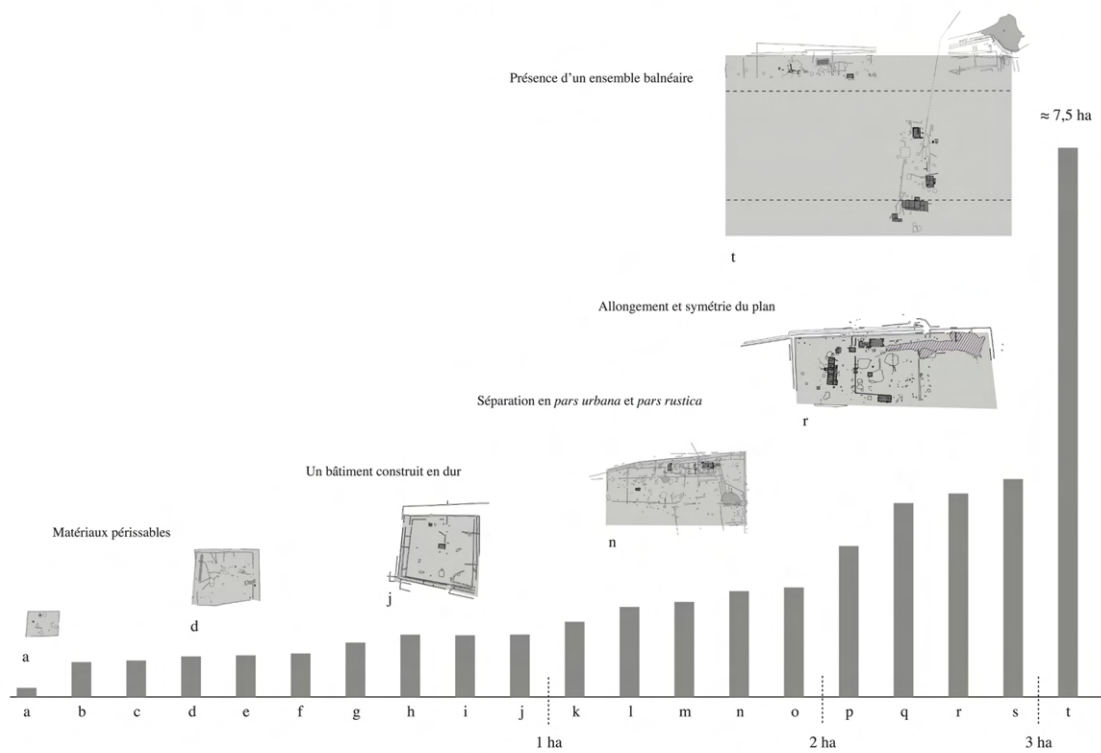 Présence d'un ensemble balnéaire
≈ 7,5 ha
t
Allongement et symétrie du plan
Séparation en pars urbana et pars rustica
r
Un bâtiment construit en dur
Matériaux périssables
n
j
d
a
a b c d e f g h i j k l m n o p q r s t
1 ha 2 ha 3 ha